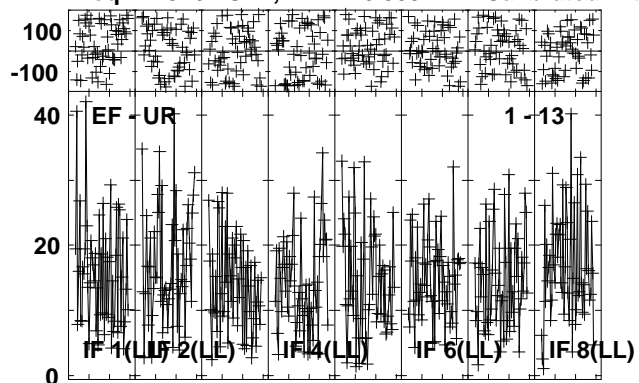 100
-100
40
EF - UR
1 - 13
20
IF 1(LL)
IF 2(LL)
IF 4(LL)
IF 6(LL)
IF 8(LL)
0